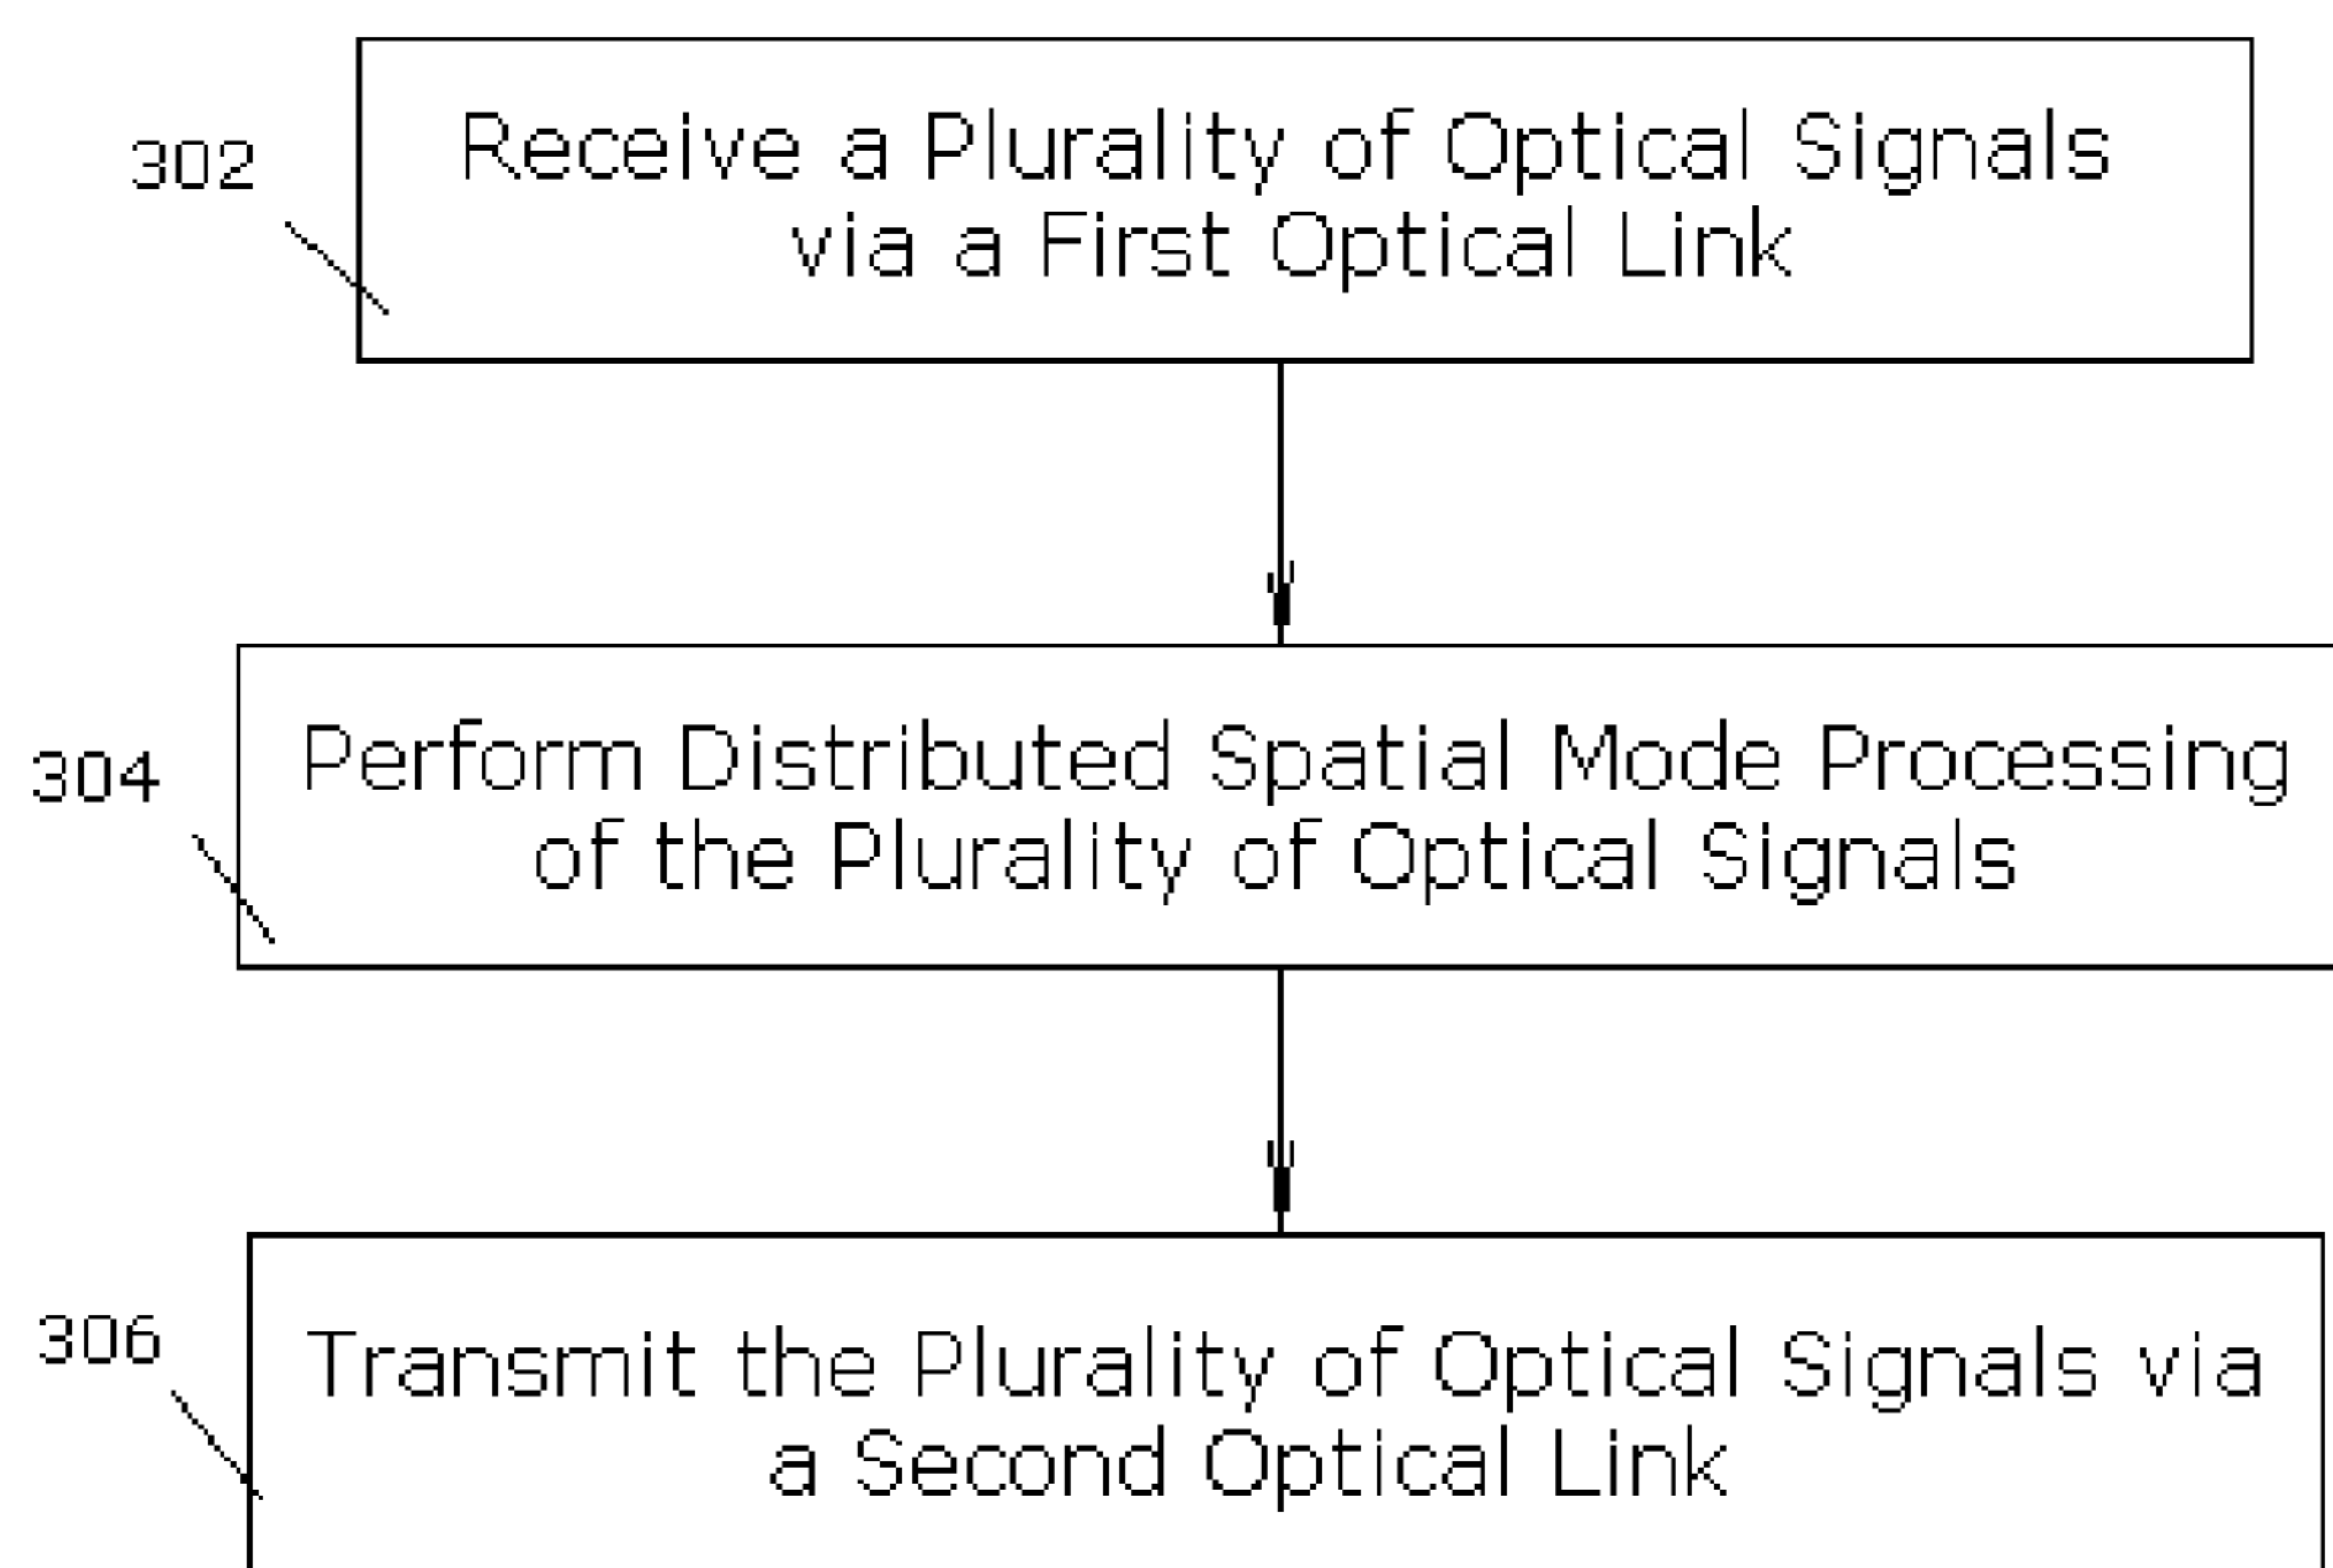 302
Receive a Plurality of Optical Signals
via a First Optical Link
304
Perform Distributed Spatial Mode Processing
of the Plurality of Optical Signals
306
Transmit the Plurality of Optical Signals via
a Second Optical Link